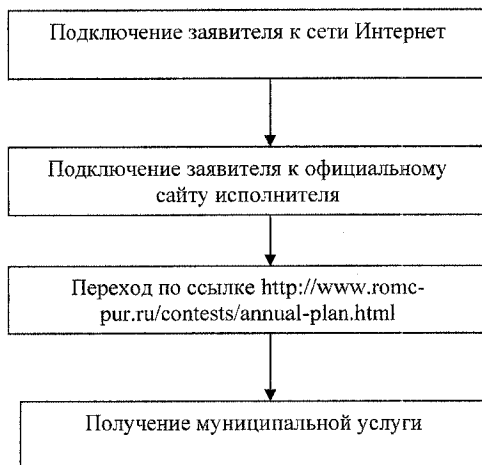 Подключение заявителя к сети Интернет
Подключение заявителя к официальному
сайту исполнителя
Переход по ссылке http://www.romc-
pur.ru/contests/annual-plan.html
Получение муниципальной услуги